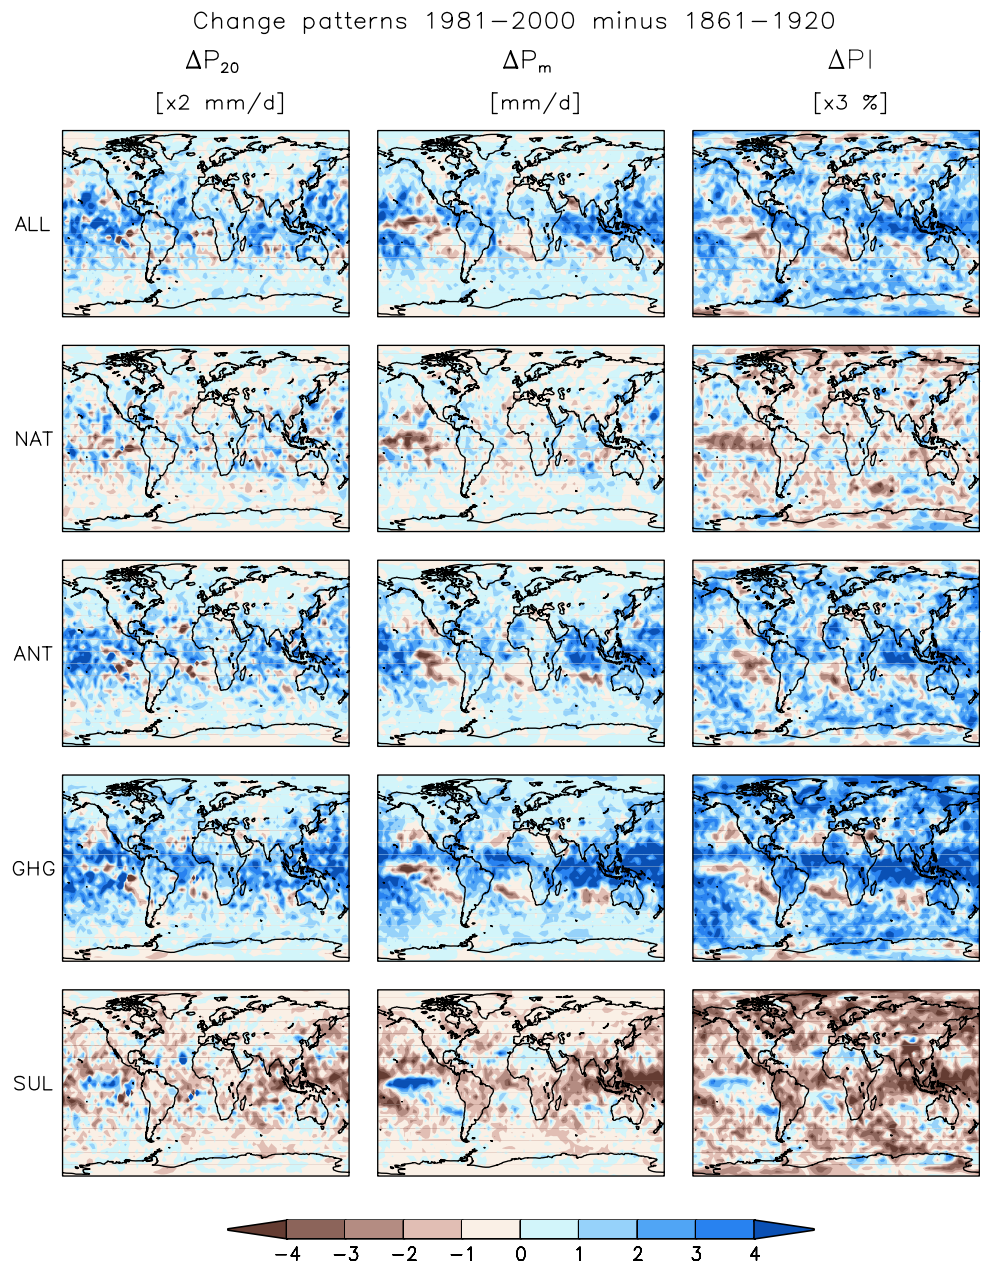 Change patterns 1981−2000 minus 1861−1920
ΔP₂₀ ΔPₘ ΔPI
[x2 mm/d] [mm/d] [x3 %]
ALL
NAT
ANT
GHG
SUL
−4 −3 −2 −1 0 1 2 3 4